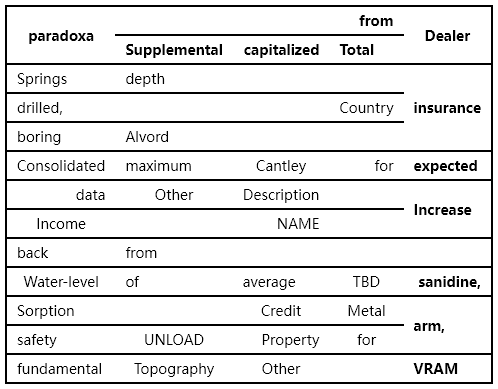 paradoxa from Dealer
Supplemental capitalized Total
Springs depth
drilled, Country insurance
boring Alvord
Consolidated maximum Cantley for expected
data Other Description Increase
Income NAME
back from
Water-level of average TBD sanidine,
Sorption Credit Metal arm,
safety UNLOAD Property for
fundamental Topography Other VRAM